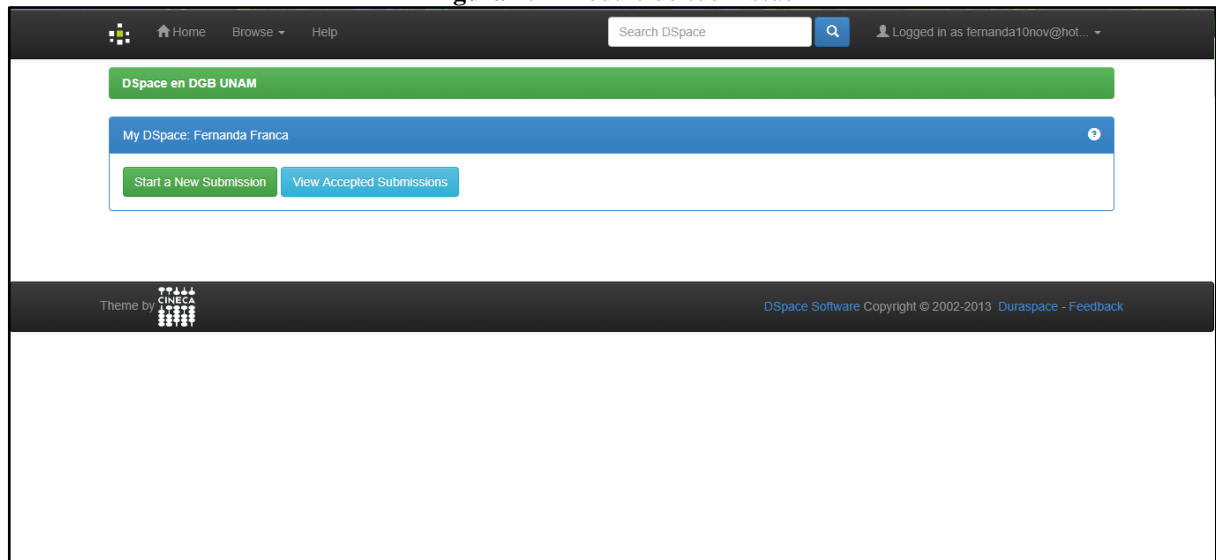 Home Browse Help Search DSpace Logged in as fernanda10nov@hot...
DSpace en DGB UNAM
My DSpace: Fernanda Franca
Start a New Submission View Accepted Submissions
Theme by CINECA DSpace Software Copyright © 2002-2013 Duraspace - Feedback